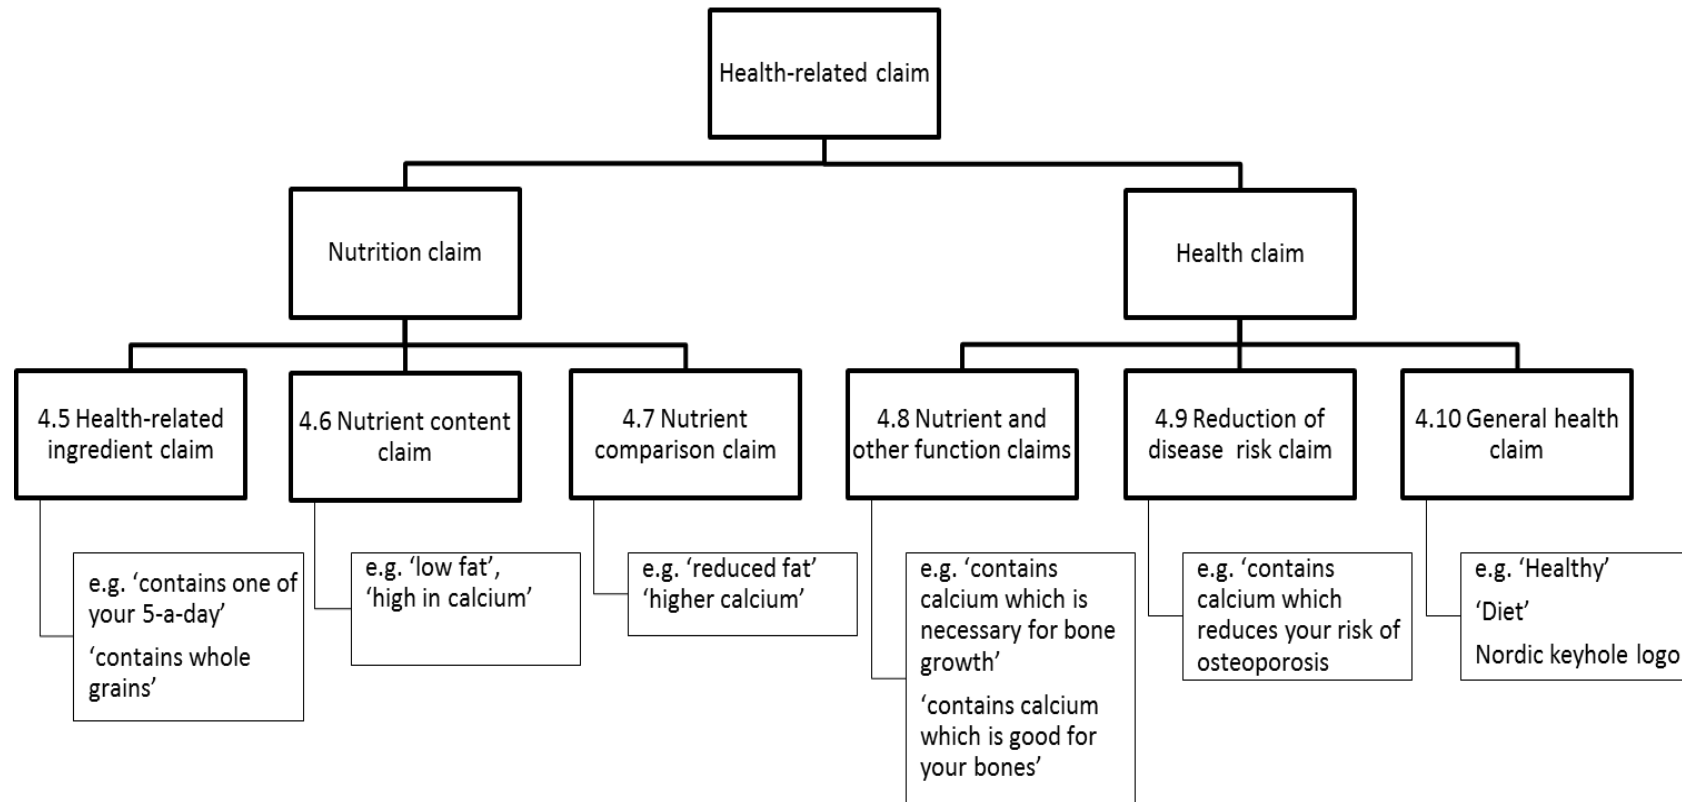 Health-related claim
Nutrition claim
Health claim
4.5 Health-related
ingredient claim
4.6 Nutrient content
claim
4.7 Nutrient
comparison claim
4.8 Nutrient and
other function claims
4.9 Reduction of
disease risk claim
4.10 General health
claim
e.g. ‘contains one of
your 5-a-day’
‘contains whole
grains’
e.g. ‘low fat’,
‘high in calcium’
e.g. ‘reduced fat’
‘higher calcium’
e.g. ‘contains
calcium which is
necessary for bone
growth’
‘contains calcium
which is good for
your bones’
e.g. ‘contains
calcium which
reduces your risk of
osteoporosis
e.g. ‘Healthy’
‘Diet’
Nordic keyhole logo